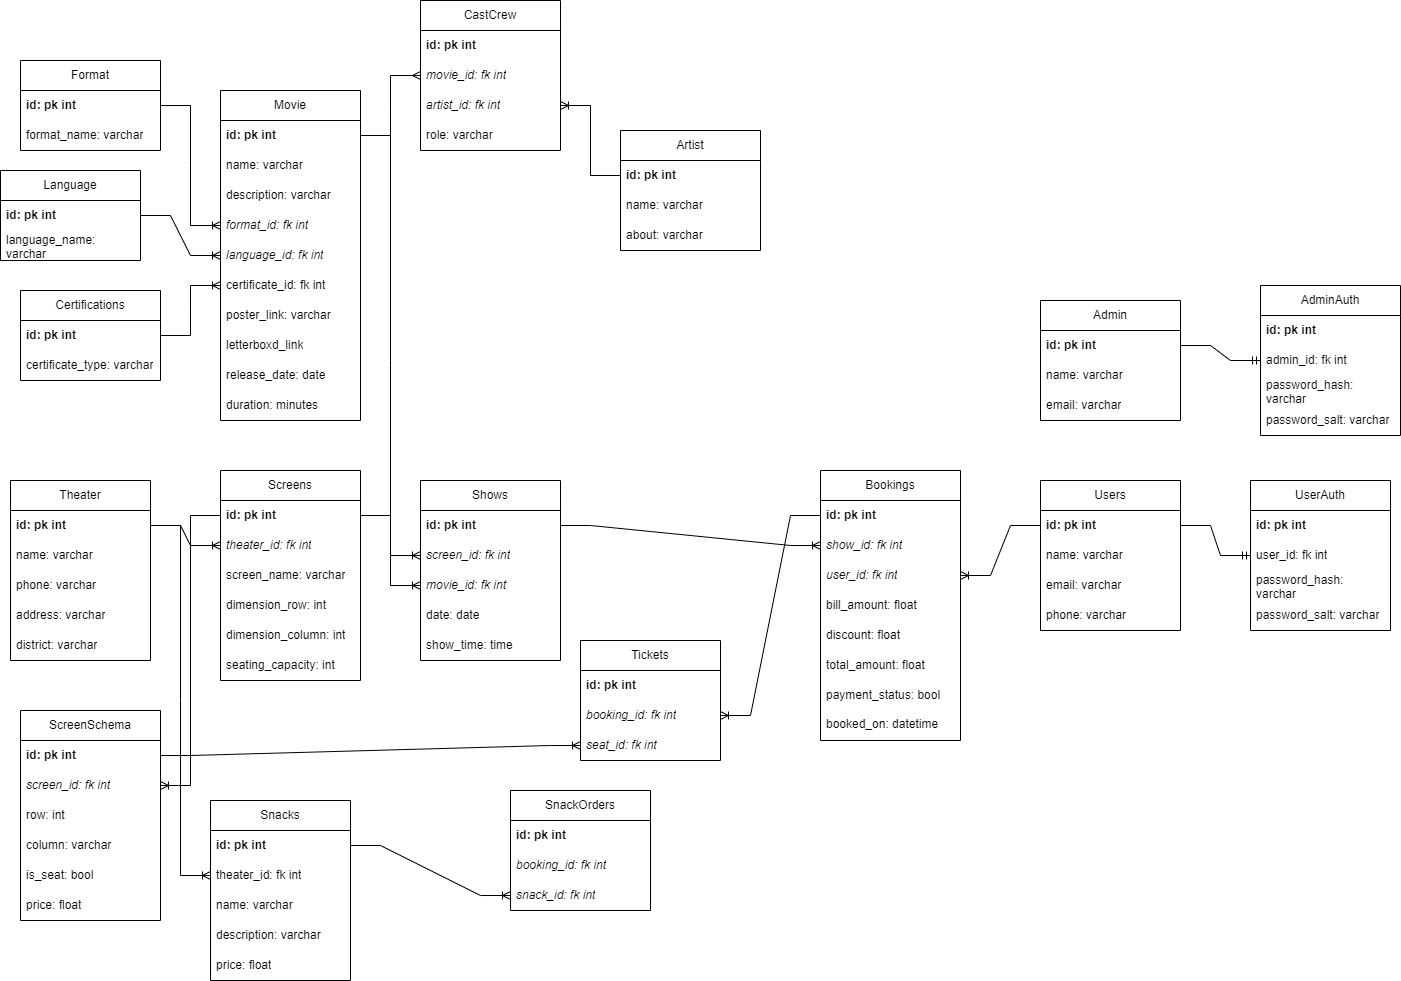 CastCrew
id: pk int
movie_id: fk int
artist_id: fk int
role: varchar
Format
id: pk int
format_name: varchar
Movie
id: pk int
name: varchar
description: varchar
format_id: fk int
language_id: fk int
certificate_id: fk int
poster_link: varchar
letterboxd_link
release_date: date
duration: minutes
Artist
id: pk int
name: varchar
about: varchar
Language
id: pk int
language_name:
varchar
Certifications
id: pk int
certificate_type: varchar
Admin
id: pk int
name: varchar
email: varchar
AdminAuth
id: pk int
admin_id: fk int
password_hash:
varchar
password_salt: varchar
Theater
id: pk int
name: varchar
phone: varchar
address: varchar
district: varchar
Screens
id: pk int
theater_id: fk int
screen_name: varchar
dimension_row: int
dimension_column: int
seating_capacity: int
Shows
id: pk int
screen_id: fk int
movie_id: fk int
date: date
show_time: time
Bookings
id: pk int
show_id: fk int
user_id: fk int
bill_amount: float
discount: float
total_amount: float
payment_status: bool
booked_on: datetime
Users
id: pk int
name: varchar
email: varchar
phone: varchar
UserAuth
id: pk int
user_id: fk int
password_hash:
varchar
password_salt: varchar
Tickets
id: pk int
booking_id: fk int
seat_id: fk int
ScreenSchema
id: pk int
screen_id: fk int
row: int
column: varchar
is_seat: bool
price: float
Snacks
id: pk int
theater_id: fk int
name: varchar
description: varchar
price: float
SnackOrders
id: pk int
booking_id: fk int
snack_id: fk int